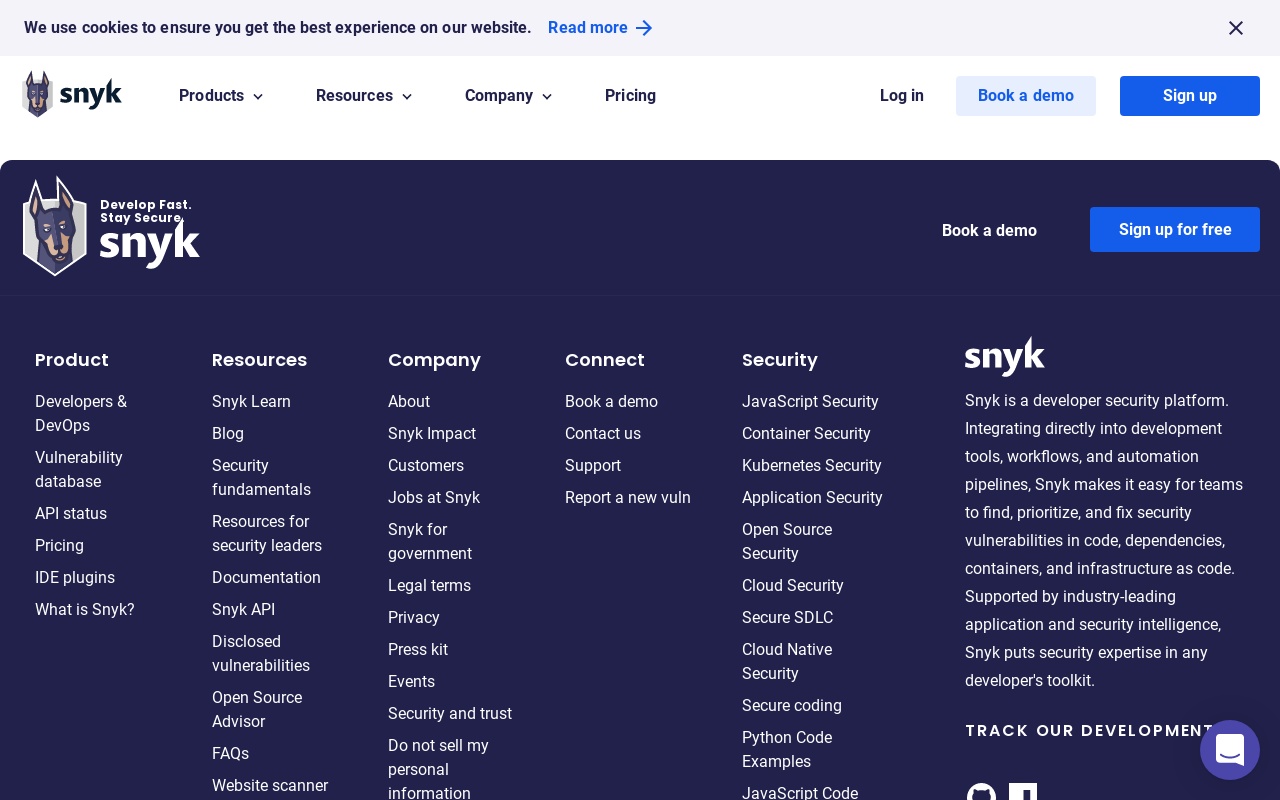 We use cookies to ensure you get the best experience on our website. Read more
snyk
Products
Resources
Company
Pricing
Log in
Book a demo
Sign up
Develop Fast.
Stay Secure.
snyk
Book a demo
Sign up for free
Product
Developers &
DevOps
Vulnerability
database
API status
Pricing
IDE plugins
What is Snyk?
Resources
Snyk Learn
Blog
Security
fundamentals
Resources for
security leaders
Documentation
Snyk API
Disclosed
vulnerabilities
Open Source
Advisor
FAQs
Website scanner
Company
About
Snyk Impact
Customers
Jobs at Snyk
Snyk for
government
Legal terms
Privacy
Press kit
Events
Security and trust
Do not sell my
personal
information
Connect
Book a demo
Contact us
Support
Report a new vuln
Security
JavaScript Security
Container Security
Kubernetes Security
Application Security
Open Source
Security
Cloud Security
Secure SDLC
Cloud Native
Security
Secure coding
Python Code
Examples
JavaScript Code
snyk
Snyk is a developer security platform.
Integrating directly into development
tools, workflows, and automation
pipelines, Snyk makes it easy for teams
to find, prioritize, and fix security
vulnerabilities in code, dependencies,
containers, and infrastructure as code.
Supported by industry-leading
application and security intelligence,
Snyk puts security expertise in any
developer's toolkit.
TRACK OUR DEVELOPMENT